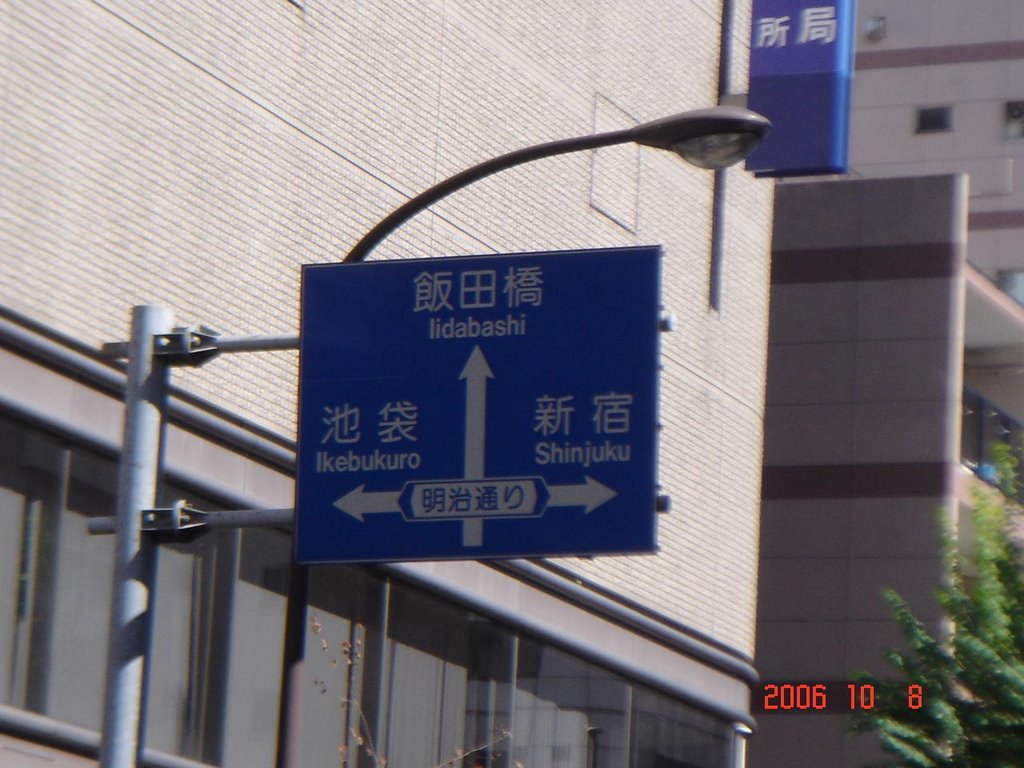 所局
飯田橋
Iidabashi
池袋
Ikebukuro
新宿
Shinjuku
明治通り
2006 10 8